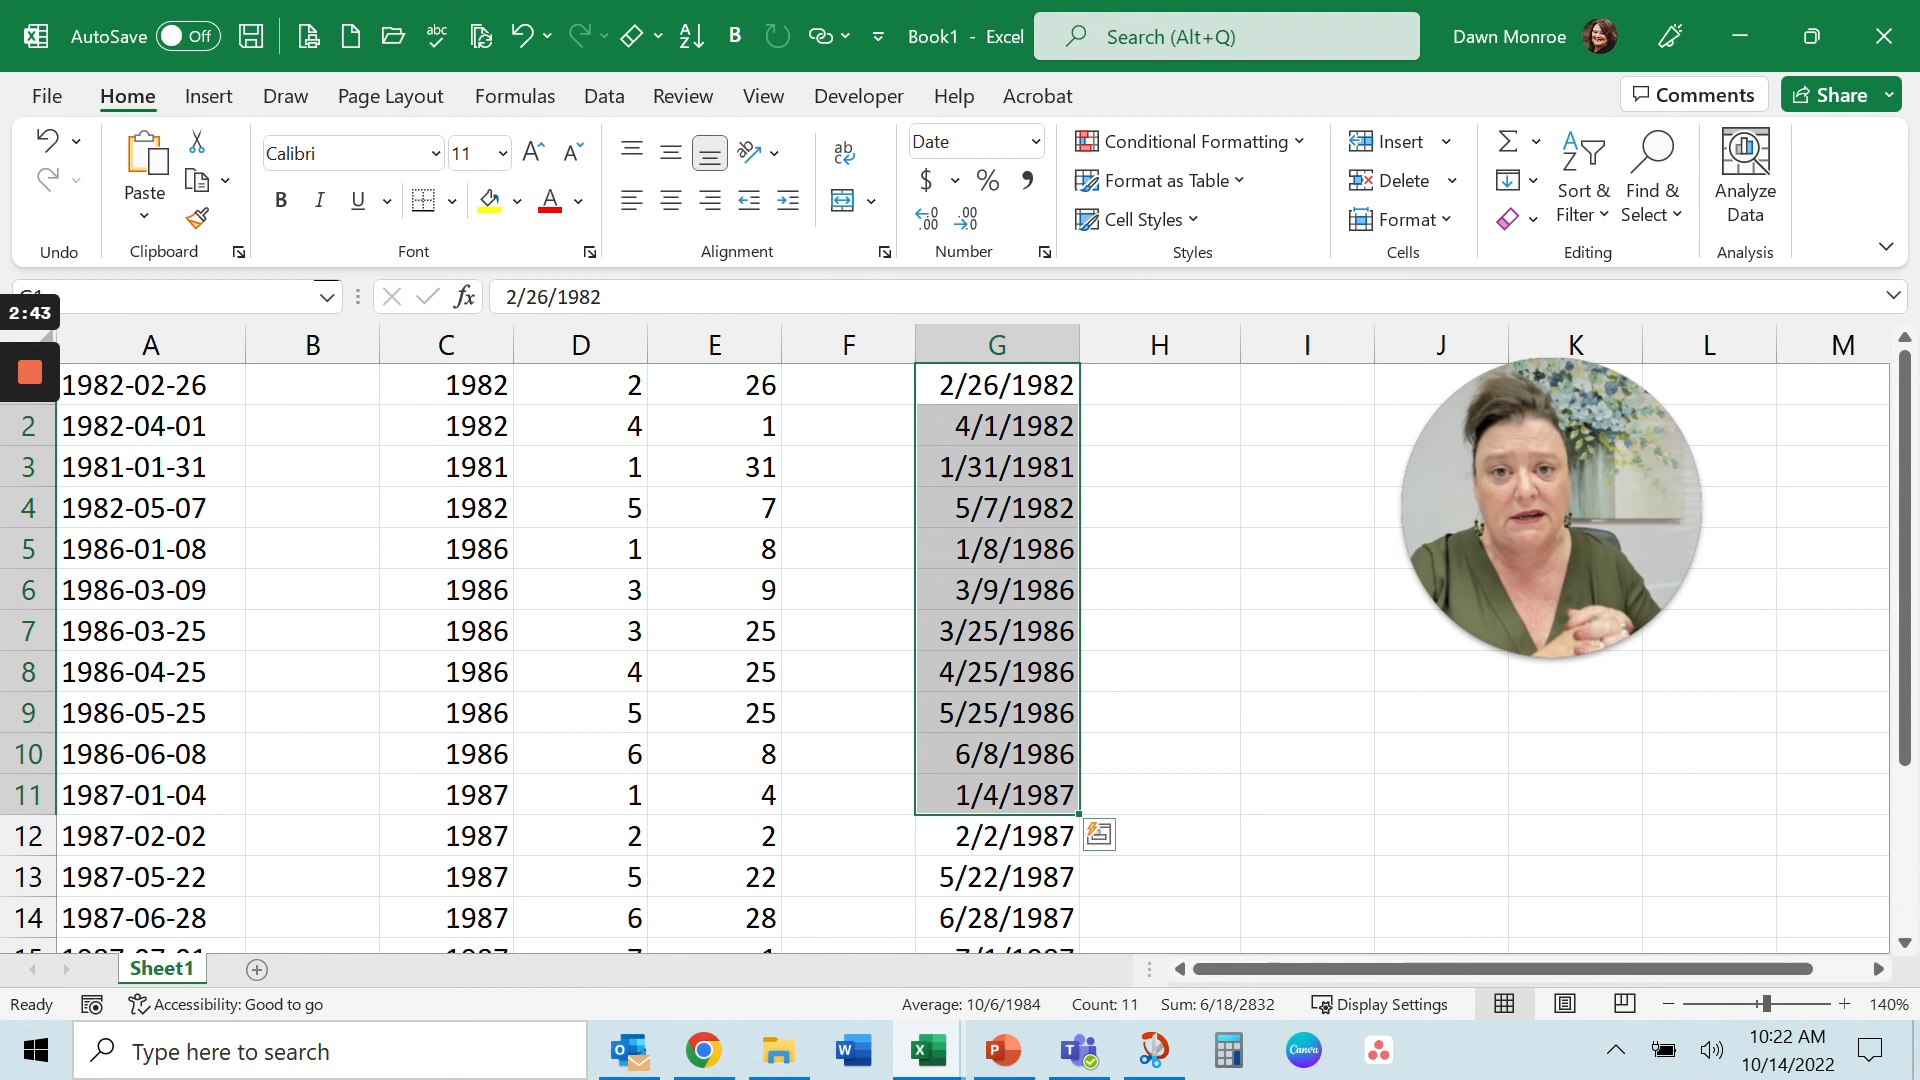 AutoSave Off abc B Book1 - Excel Search (Alt+Q) Dawn Monroe
File Home Insert Draw Page Layout Formulas Data Review View Developer Help Acrobat Comments Share
Calibri 11 A A ab Date Conditional Formatting Insert
Paste $ % , Format as Table Delete Sort & Filter Find & Select Analyze Data
B I U A .00 .00 Cell Styles Format
Undo Clipboard Font Alignment Number Styles Cells Editing Analysis
fx 2/26/1982
2:43
A B C D E F G H I J K L M
1982-02-26 1982 2 26 2/26/1982
2 1982-04-01 1982 4 1 4/1/1982
3 1981-01-31 1981 1 31 1/31/1981
4 1982-05-07 1982 5 7 5/7/1982
5 1986-01-08 1986 1 8 1/8/1986
6 1986-03-09 1986 3 9 3/9/1986
7 1986-03-25 1986 3 25 3/25/1986
8 1986-04-25 1986 4 25 4/25/1986
9 1986-05-25 1986 5 25 5/25/1986
10 1986-06-08 1986 6 8 6/8/1986
11 1987-01-04 1987 1 4 1/4/1987
12 1987-02-02 1987 2 2 2/2/1987
13 1987-05-22 1987 5 22 5/22/1987
14 1987-06-28 1987 6 28 6/28/1987
Sheet1
Ready Accessibility: Good to go Average: 10/6/1984 Count: 11 Sum: 6/18/2832 Display Settings 140%
Type here to search Canva 10:22 AM
10/14/2022